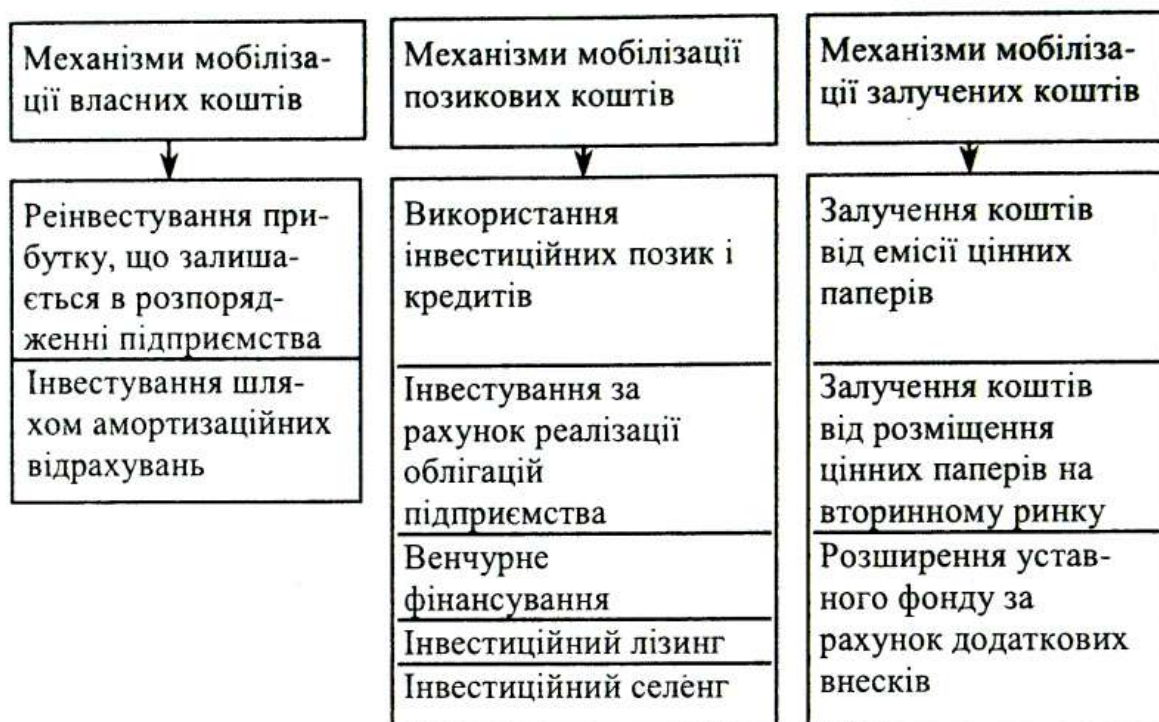 Механізми мобіліза-
ції власних коштів
Реінвестування при-
бутку, що залиша-
ється в розпоряд-
женні підприємства
Інвестування шля-
хом амортизаційних
відрахувань
Механізми мобілізації
позикових коштів
Використання
інвестиційних позик і
кредитів
Інвестування за
рахунок реалізації
облігацій
підприємства
Венчурне
фінансування
Інвестиційний лізинг
Інвестиційний селенг
Механізми мобіліза-
ції залучених коштів
Залучення коштів
від емісії цінних
паперів
Залучення коштів
від розміщення
цінних паперів на
вторинному ринку
Розширення устав-
ного фонду за
рахунок додаткових
внесків